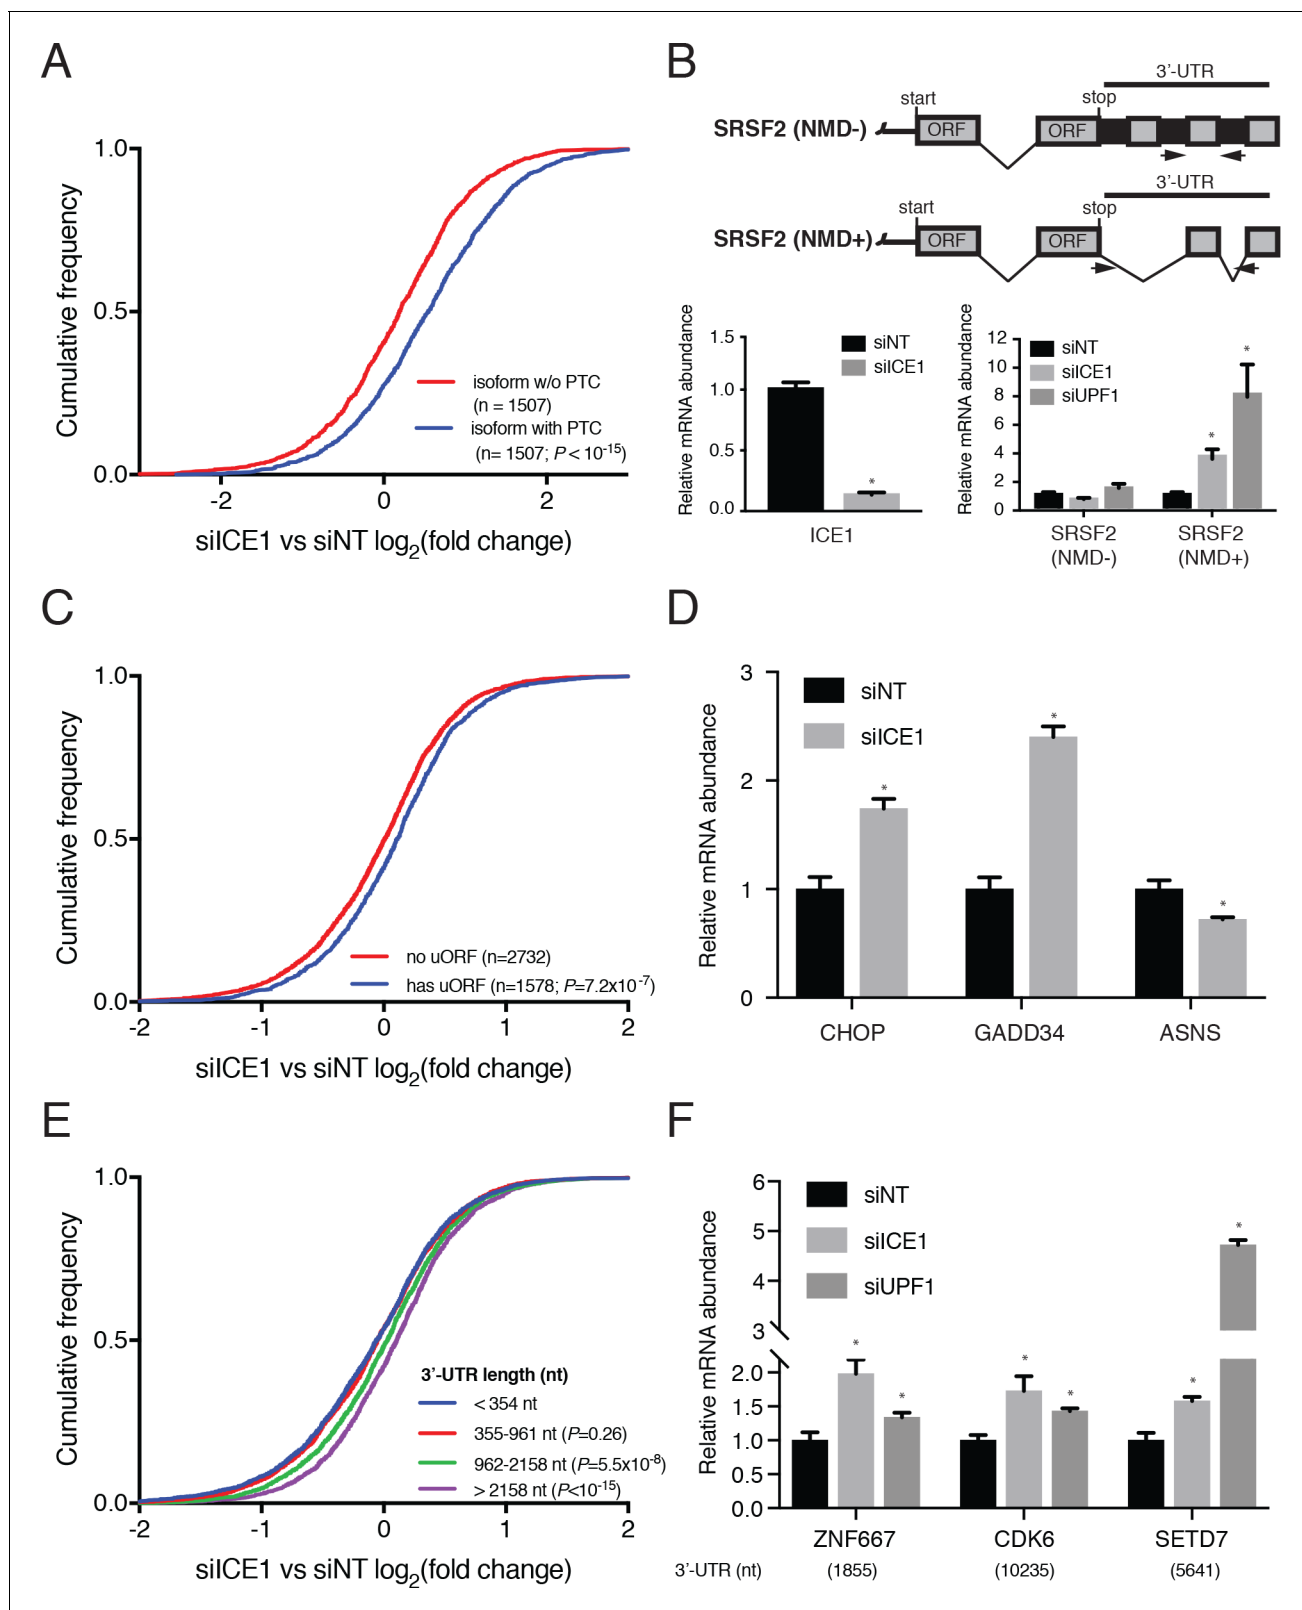 A
1.0
0.5
0.0
-2
0
2
Cumulative frequency
isoform w/o PTC
(n = 1507)
isoform with PTC
(n= 1507; P < 10-15)
siICE1 vs siNT log2(fold change)
B
3'-UTR
start
stop
SRSF2 (NMD-)
ORF
ORF
3'-UTR
start
stop
SRSF2 (NMD+)
ORF
ORF
Relative mRNA abundance
1.5
1.0
0.5
0.0
siNT
siICE1
*
ICE1
Relative mRNA abundance
12
10
8
6
4
2
0
siNT
siICE1
siUPF1
*
*
SRSF2
(NMD-)
SRSF2
(NMD+)
C
1.0
0.5
0.0
-2
-1
0
1
2
Cumulative frequency
no uORF (n=2732)
has uORF (n=1578; P=7.2x10-7)
siICE1 vs siNT log2(fold change)
D
Relative mRNA abundance
3
2
1
0
siNT
siICE1
*
*
*
CHOP
GADD34
ASNS
E
1.0
0.5
0.0
-2
-1
0
1
2
Cumulative frequency
3'-UTR length (nt)
< 354 nt
355-961 nt (P=0.26)
962-2158 nt (P=5.5x10-8)
> 2158 nt (P<10-15)
siICE1 vs siNT log2(fold change)
F
Relative mRNA abundance
6
5
4
3
2.0
1.5
1.0
0.5
0.0
siNT
siICE1
siUPF1
*
*
*
*
*
*
ZNF667
CDK6
SETD7
3'-UTR (nt)
(1855)
(10235)
(5641)